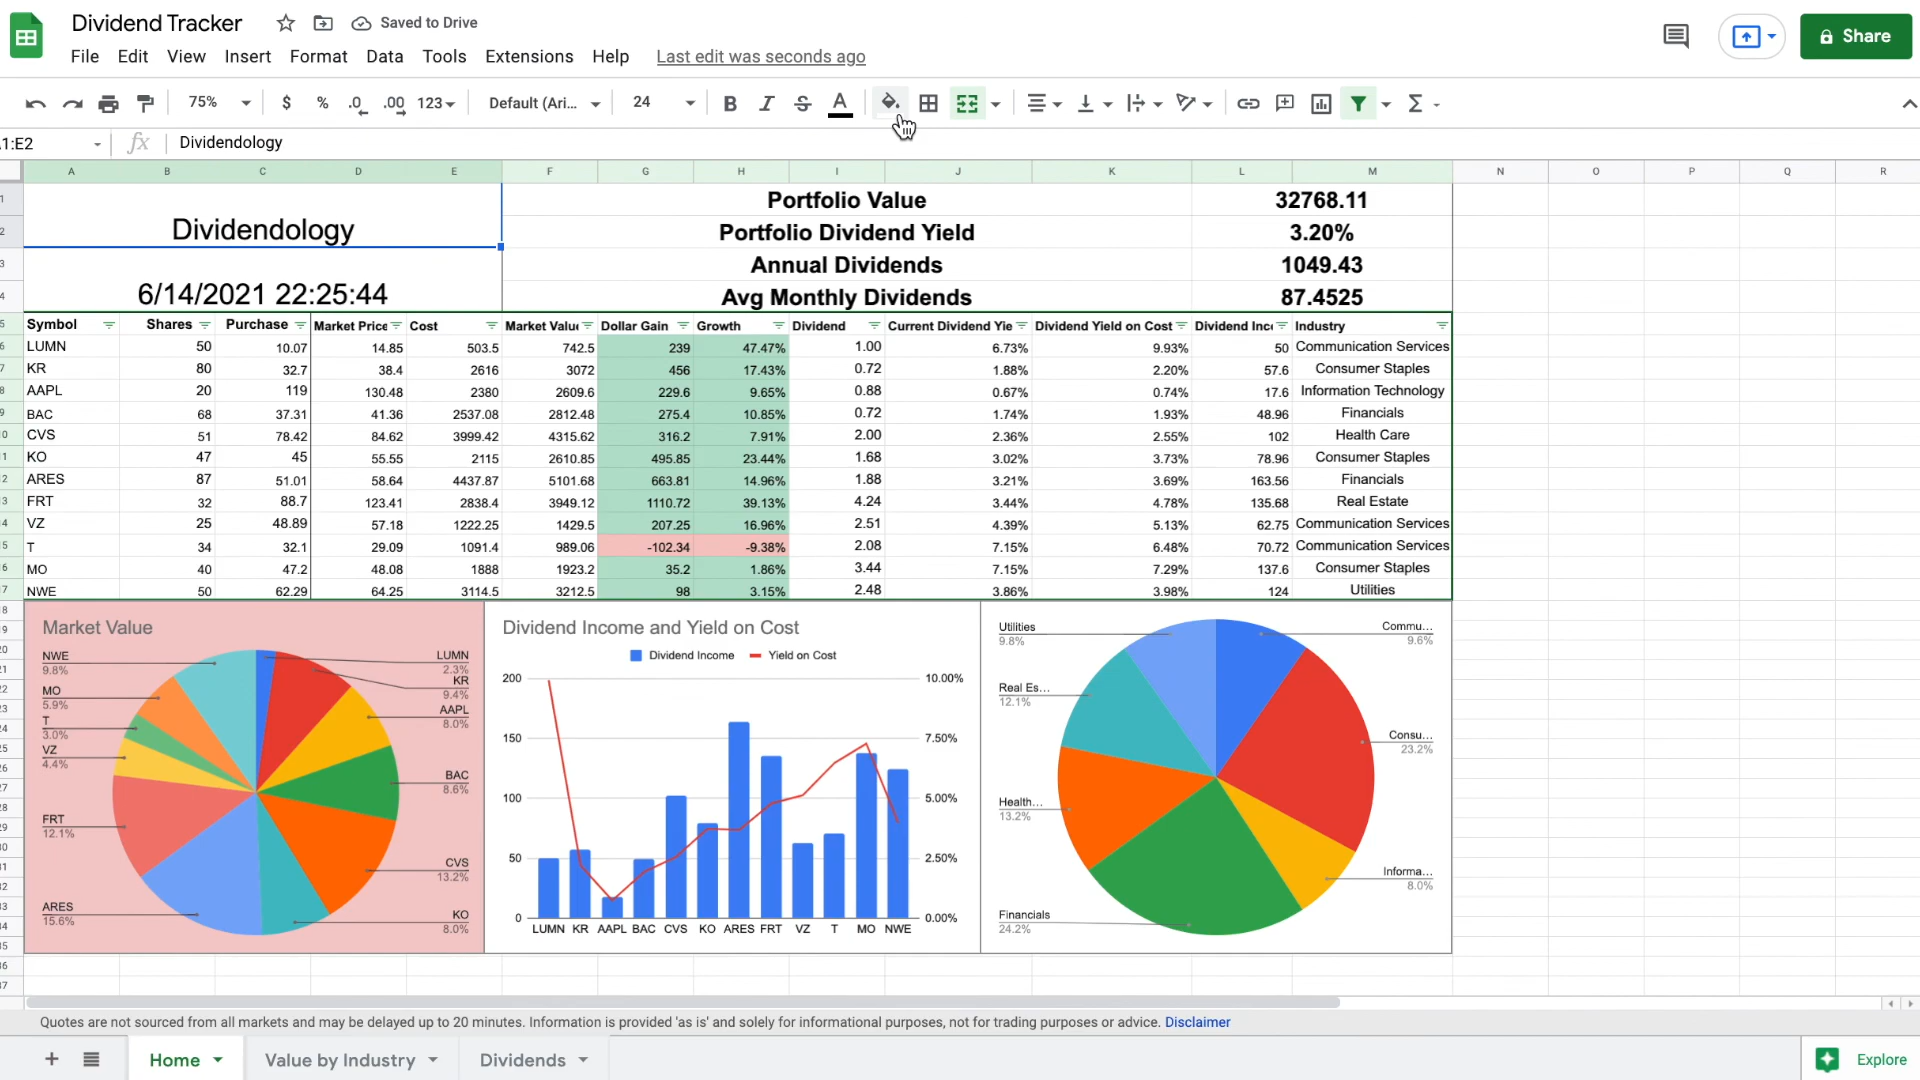 Dividend Tracker
Saved to Drive
File Edit View Insert Format Data Tools Extensions Help Last edit was seconds ago
Share
75% $ % .0 .00 123 Default (Ari... 24 B I S A Σ
1:E2 fx Dividendology
A B C D E F G H I J K L M N O P Q R
1 Portfolio Value 32768.11
2 Dividendology Portfolio Dividend Yield 3.20%
3 Annual Dividends 1049.43
4 6/14/2021 22:25:44 Avg Monthly Dividends 87.4525
5 Symbol Shares Purchase Market Price Cost Market Valu Dollar Gain Growth Dividend Current Dividend Yie Dividend Yield on Cost Dividend Inc Industry
6 LUMN 50 10.07 14.85 503.5 742.5 239 47.47% 1.00 6.73% 9.93% 50 Communication Services
7 KR 80 32.7 38.4 2616 3072 456 17.43% 0.72 1.88% 2.20% 57.6 Consumer Staples
8 AAPL 20 119 130.48 2380 2609.6 229.6 9.65% 0.88 0.67% 0.74% 17.6 Information Technology
9 BAC 68 37.31 41.36 2537.08 2812.48 275.4 10.85% 0.72 1.74% 1.93% 48.96 Financials
0 CVS 51 78.42 84.62 3999.42 4315.62 316.2 7.91% 2.00 2.36% 2.55% 102 Health Care
1 KO 47 45 55.55 2115 2610.85 495.85 23.44% 1.68 3.02% 3.73% 78.96 Consumer Staples
2 ARES 87 51.01 58.64 4437.87 5101.68 663.81 14.96% 1.88 3.21% 3.69% 163.56 Financials
3 FRT 32 88.7 123.41 2838.4 3949.12 1110.72 39.13% 4.24 3.44% 4.78% 135.68 Real Estate
4 VZ 25 48.89 57.18 1222.25 1429.5 207.25 16.96% 2.51 4.39% 5.13% 62.75 Communication Services
5 T 34 32.1 29.09 1091.4 989.06 -102.34 -9.38% 2.08 7.15% 6.48% 70.72 Communication Services
6 MO 40 47.2 48.08 1888 1923.2 35.2 1.86% 3.44 7.15% 7.29% 137.6 Consumer Staples
7 NWE 50 62.29 64.25 3114.5 3212.5 98 3.15% 2.48 3.86% 3.98% 124 Utilities
Market Value
NWE
9.8%
MO
5.9%
T
3.0%
VZ
4.4%
FRT
12.1%
ARES
15.6%
LUMN
2.3%
KR
9.4%
AAPL
8.0%
BAC
8.6%
CVS
13.2%
KO
8.0%
Dividend Income and Yield on Cost
Dividend Income Yield on Cost
200 10.00%
150 7.50%
100 5.00%
50 2.50%
0 0.00%
LUMN KR AAPL BAC CVS KO ARES FRT VZ T MO NWE
Utilities
9.8%
Real Es...
12.1%
Health...
13.2%
Financials
24.2%
Commu...
9.6%
Consu...
23.2%
Informa...
8.0%
Quotes are not sourced from all markets and may be delayed up to 20 minutes. Information is provided 'as is' and solely for informational purposes, not for trading purposes or advice. Disclaimer
+ Home Value by Industry Dividends Explore